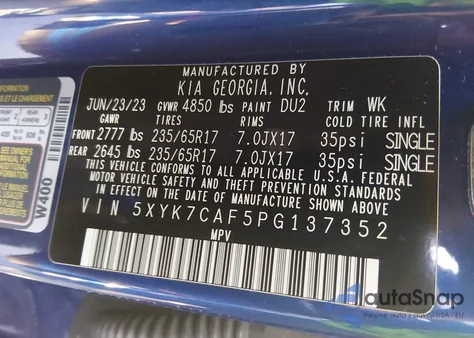 MANUFACTURED BY
KIA GEORGIA, INC.
JUN/23/23 GVWR 4850 lbs PAINT DU2 TRIM WK
GAWR TIRES RIMS COLD TIRE INFL
FRONT 2777 lbs 235/65R17 7.0JX17 35psi SINGLE
REAR 2645 lbs 235/65R17 7.0JX17 35psi SINGLE
THIS VEHICLE CONFORMS TO ALL APPLICABLE U.S.A. FEDERAL
MOTOR VEHICLE SAFETY AND THEFT PREVENTION STANDARDS
IN EFFECT ON THE DATE OF MANUFACTURE SHOWN ABOVE
VIN 5XYK7CAF5PG137352
MPV
W400
autaSnap